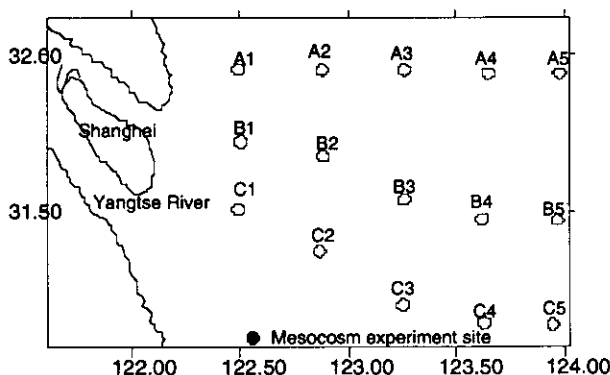 32.00
A1 A2 A3 A4 A5
Shanghai
B1 B2
Yangtse River
C1 B3 B4 B5
31.50
C2
C3 C4 C5
Mesocosm experiment site
122.00 122.50 123.00 123.50 124.00